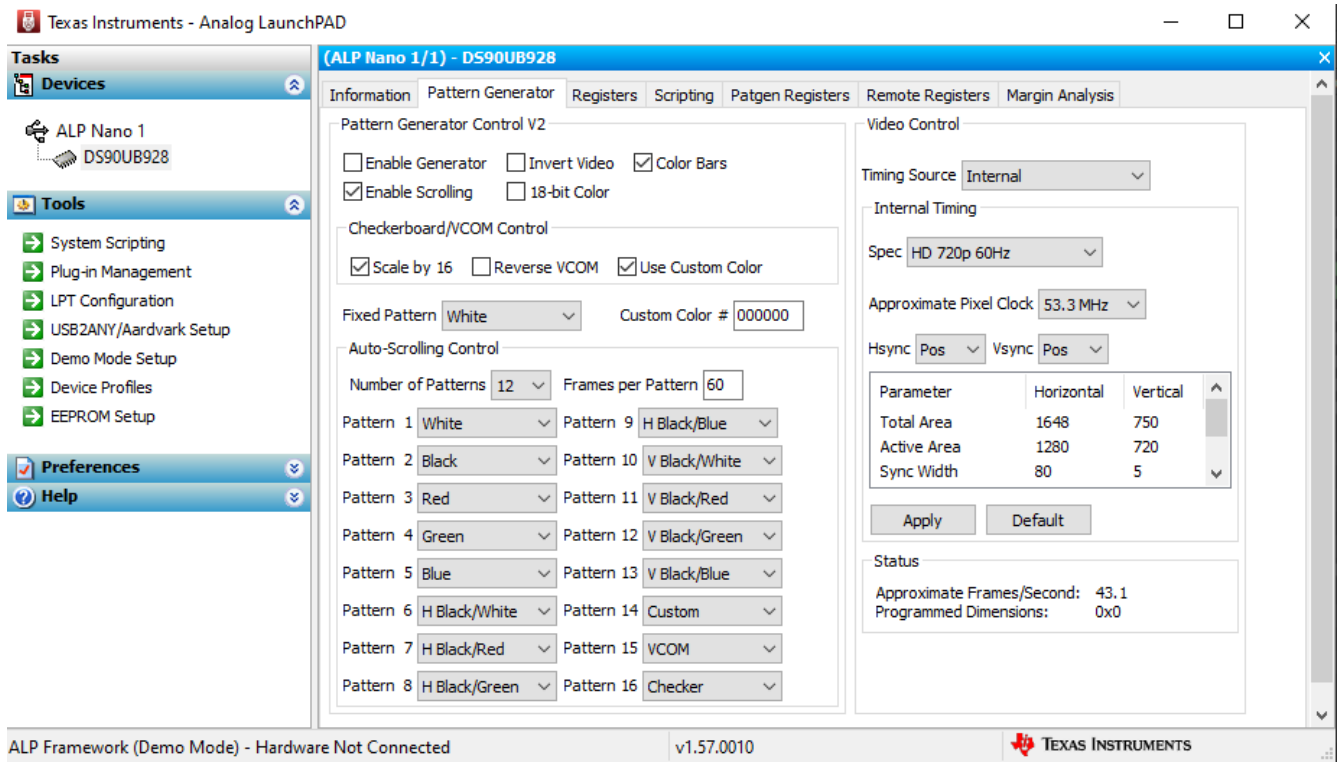 Texas Instruments - Analog LaunchPAD
Tasks
Devices
ALP Nano 1
DS90UB928
Tools
System Scripting
Plug-in Management
LPT Configuration
USB2ANY/Aardvark Setup
Demo Mode Setup
Device Profiles
EEPROM Setup
Preferences
Help
(ALP Nano 1/1) - DS90UB928
Information Pattern Generator Registers Scripting Patgen Registers Remote Registers Margin Analysis
Pattern Generator Control V2
Enable Generator Invert Video Color Bars
Enable Scrolling 18-bit Color
Checkerboard/VCOM Control
Scale by 16 Reverse VCOM Use Custom Color
Fixed Pattern White Custom Color # 000000
Auto-Scrolling Control
Number of Patterns 12 Frames per Pattern 60
Pattern 1 White Pattern 9 H Black/Blue
Pattern 2 Black Pattern 10 V Black/White
Pattern 3 Red Pattern 11 V Black/Red
Pattern 4 Green Pattern 12 V Black/Green
Pattern 5 Blue Pattern 13 V Black/Blue
Pattern 6 H Black/White Pattern 14 Custom
Pattern 7 H Black/Red Pattern 15 VCOM
Pattern 8 H Black/Green Pattern 16 Checker
Video Control
Timing Source Internal
Internal Timing
Spec HD 720p 60Hz
Approximate Pixel Clock 53.3 MHz
Hsync Pos Vsync Pos
Parameter Horizontal Vertical
Total Area 1648 750
Active Area 1280 720
Sync Width 80 5
Apply Default
Status
Approximate Frames/Second: 43.1
Programmed Dimensions: 0x0
ALP Framework (Demo Mode) - Hardware Not Connected v1.57.0010 TEXAS INSTRUMENTS